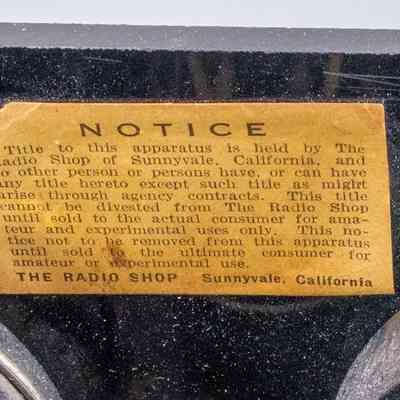 NOTICE
Title to this apparatus is held by The
adio Shop of Sunnyvale, California, and
o other person or persons have, or can have
ny title hereto except such title as might
arise through agency contracts. This title
cannot be divested from The Radio Shop
until sold to the actual consumer for ama-
teur and experimental uses only. This no-
tice not to be removed from this apparatus
until sold to the ultimate consumer for
amateur or experimental use.
THE RADIO SHOP Sunnyvale, California